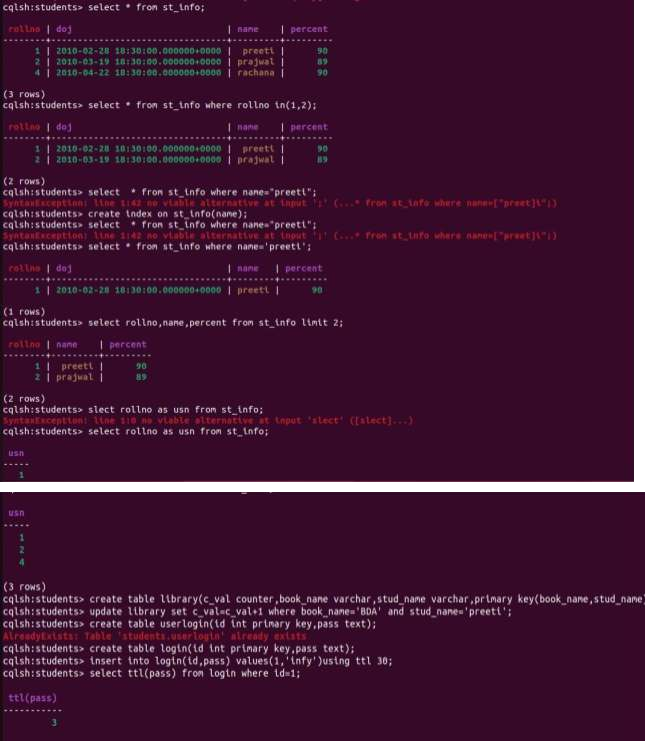 cqlsh:students> select * from st_info;
rollno | doj | name | percent
--------+---------------------------------+---------+---------
1 | 2010-02-28 18:30:00.000000+0000 | preeti | 90
2 | 2010-03-19 18:30:00.000000+0000 | prajwal | 89
4 | 2010-04-22 18:30:00.000000+0000 | rachana | 90
(3 rows)
cqlsh:students> select * from st_info where rollno in(1,2);
rollno | doj | name | percent
--------+---------------------------------+---------+---------
1 | 2010-02-28 18:30:00.000000+0000 | preeti | 90
2 | 2010-03-19 18:30:00.000000+0000 | prajwal | 89
(2 rows)
cqlsh:students> select * from st_info where name="preeti";
SyntaxException: line 1:42 no viable alternative at input ';' (...* from st_info where name=["preet]i";)
cqlsh:students> create index on st_info(name);
cqlsh:students> select * from st_info where name="preeti";
SyntaxException: line 1:42 no viable alternative at input ';' (...* from st_info where name=["preet]i";)
cqlsh:students> select * from st_info where name='preeti';
rollno | doj | name | percent
--------+---------------------------------+--------+---------
1 | 2010-02-28 18:30:00.000000+0000 | preeti | 90
(1 rows)
cqlsh:students> select rollno,name,percent from st_info limit 2;
rollno | name | percent
--------+---------+---------
1 | preeti | 90
2 | prajwal | 89
(2 rows)
cqlsh:students> slect rollno as usn from st_info;
SyntaxException: line 1:0 no viable alternative at input 'slect' ([slect]...)
cqlsh:students> select rollno as usn from st_info;
usn
-----
1
usn
-----
1
2
4
(3 rows)
cqlsh:students> create table library(c_val counter,book_name varchar,stud_name varchar,primary key(book_name,stud_name)
cqlsh:students> update library set c_val=c_val+1 where book_name='BDA' and stud_name='preeti';
cqlsh:students> create table userlogin(id int primary key,pass text);
AlreadyExists: Table 'students.userlogin' already exists
cqlsh:students> create table login(id int primary key,pass text);
cqlsh:students> insert into login(id,pass) values(1,'infy')using ttl 30;
cqlsh:students> select ttl(pass) from login where id=1;
ttl(pass)
-----------
3